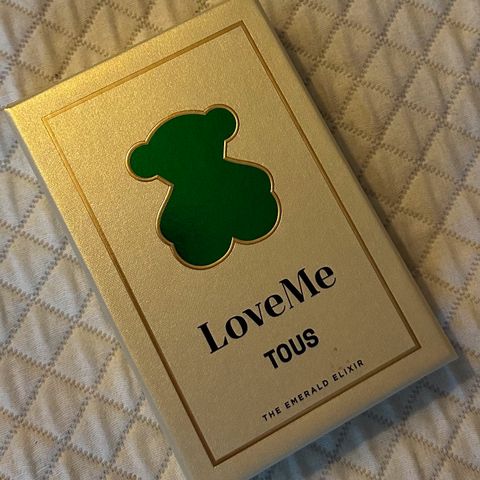 LoveMe
TOUS
THE EMERALD ELIXIR